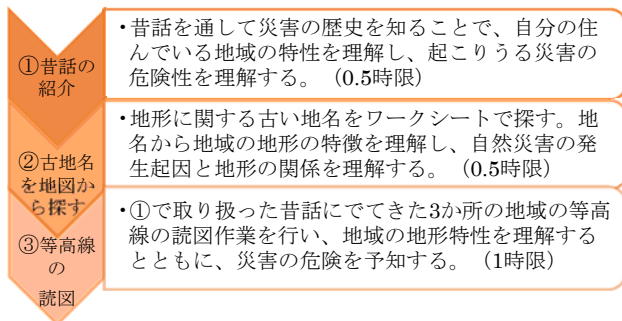 ①昔話の
紹介
・昔話を通して災害の歴史を知ることで、自分の住
んでいる地域の特性を理解し、起こりうる災害の
危険性を理解する。（0.5時限）
②古地名
を地図か
ら探す
・地形に関する古い地名をワークシートで探す。地
名から地域の地形の特徴を理解し、自然災害の発
生起因と地形の関係を理解する。（0.5時限）
③等高線
の
読図
・①で取り扱った昔話にでてきた3か所の地域の等高
線の読図作業を行い、地域の地形特性を理解する
とともに、災害の危険を予知する。（1時限）